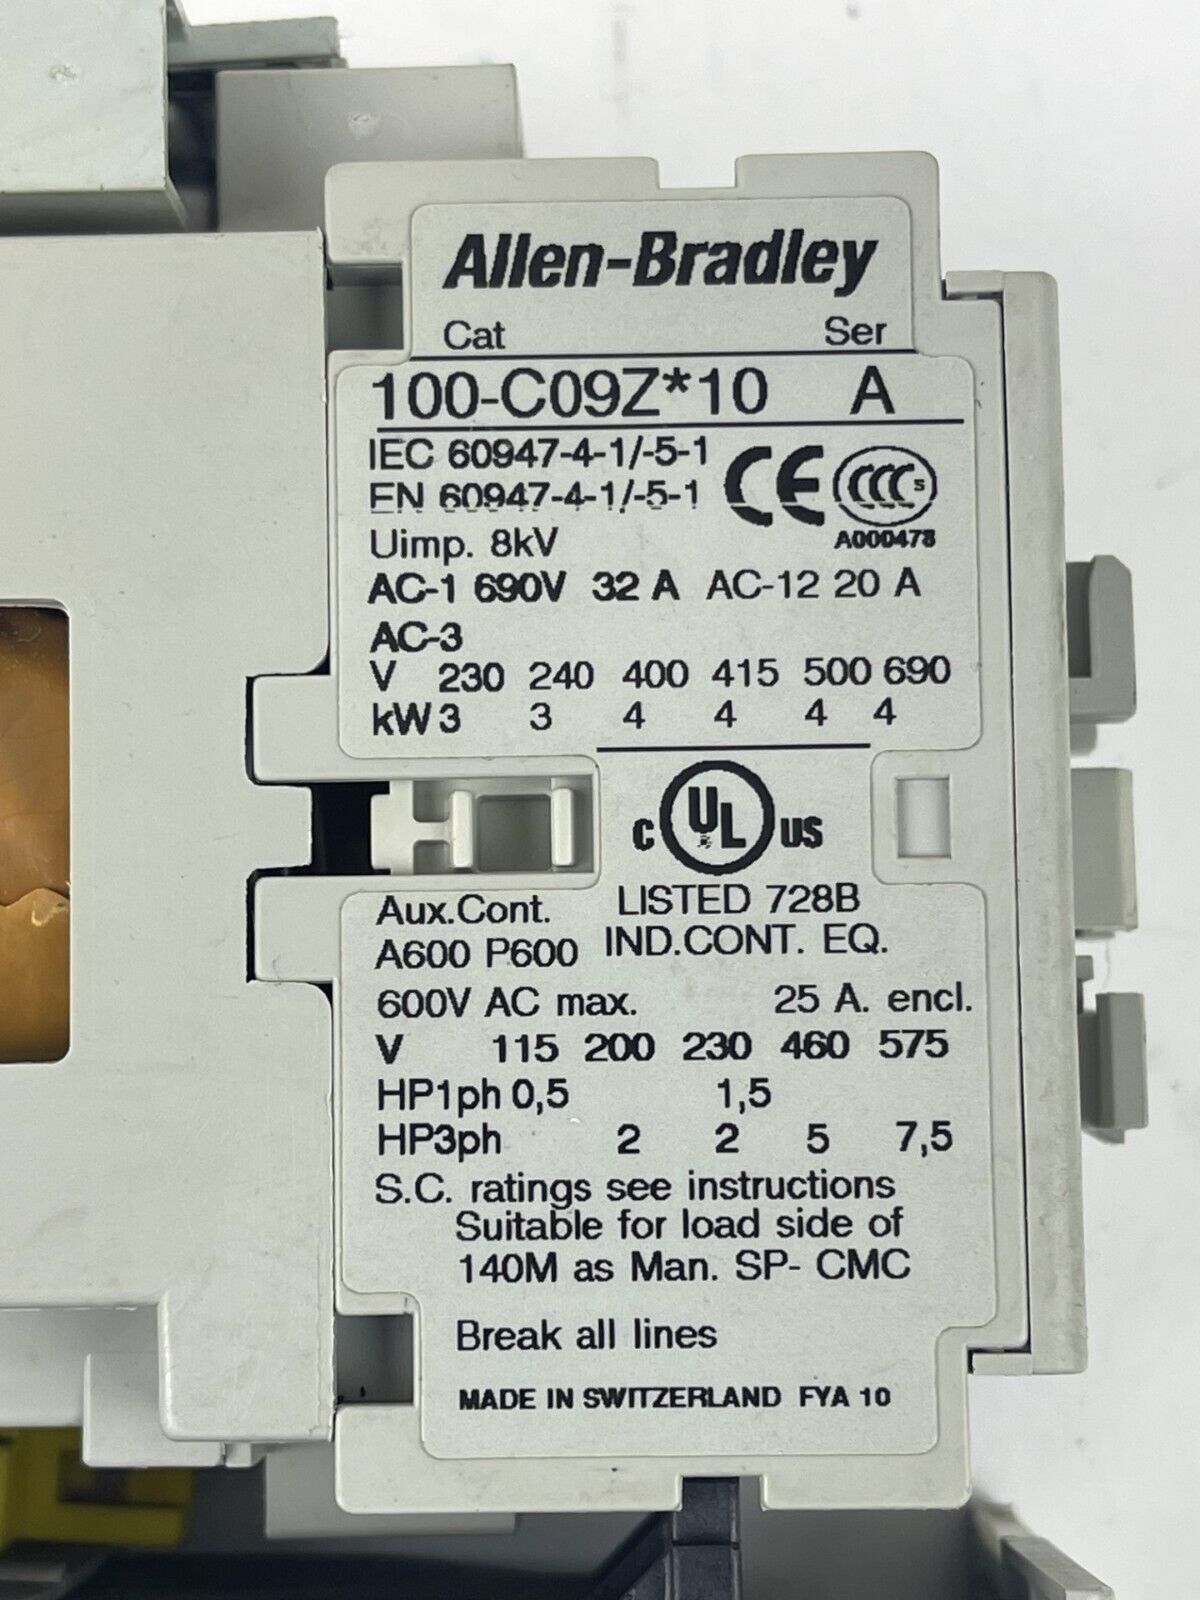 Allen-Bradley
Cat Ser
100-C09Z*10 A
IEC 60947-4-1/-5-1
EN 60947-4-1/-5-1
CE CCC S
A000478
Uimp. 8kV
AC-1 690V 32 A AC-12 20 A
AC-3
V 230 240 400 415 500 690
kW 3 3 4 4 4 4
C UL US
Aux.Cont. LISTED 728B
A600 P600 IND.CONT. EQ.
600V AC max. 25 A. encl.
V 115 200 230 460 575
HP1ph 0,5 1,5
HP3ph 2 2 5 7,5
S.C. ratings see instructions
Suitable for load side of
140M as Man. SP- CMC
Break all lines
MADE IN SWITZERLAND FYA 10